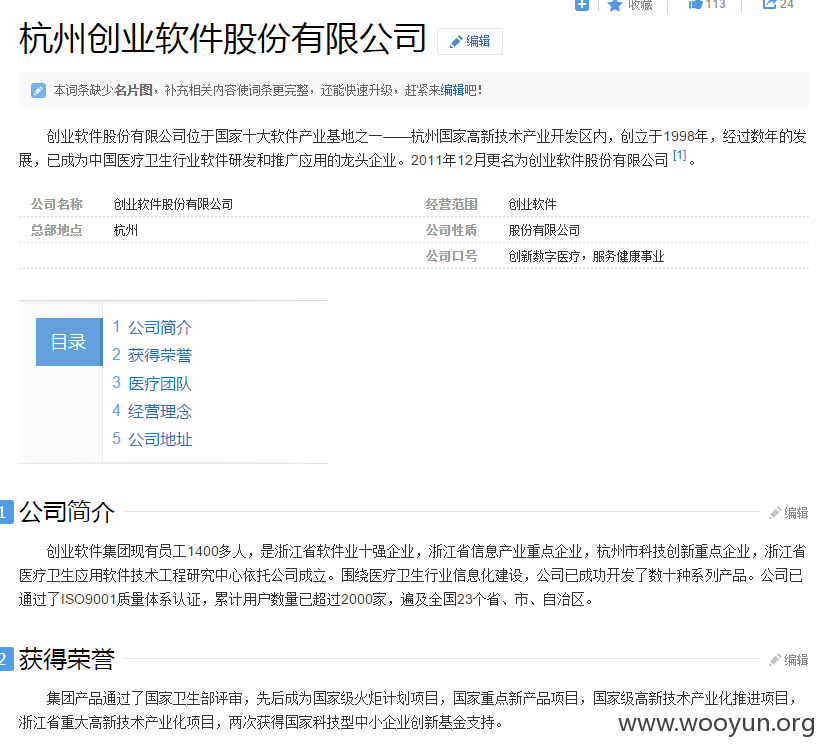 收藏 113 24
杭州创业软件股份有限公司 编辑
本词条缺少名片图，补充相关内容使词条更完整，还能快速升级，赶紧来编辑吧！
创业软件股份有限公司位于国家十大软件产业基地之一——杭州国家高新技术产业开发区内，创立于1998年，经过数年的发
展，已成为中国医疗卫生行业软件研发和推广应用的龙头企业。2011年12月更名为创业软件股份有限公司 [1] 。
公司名称 创业软件股份有限公司 经营范围 创业软件
总部地点 杭州 公司性质 股份有限公司
公司口号 创新数字医疗，服务健康事业
目录
1 公司简介
2 获得荣誉
3 医疗团队
4 经营理念
5 公司地址
1 公司简介 编辑
创业软件集团现有员工1400多人，是浙江省软件业十强企业，浙江省信息产业重点企业，杭州市科技创新重点企业，浙江省
医疗卫生应用软件技术工程研究中心依托公司成立。围绕医疗卫生行业信息化建设，公司已成功开发了数十种系列产品。公司已
通过了ISO9001质量体系认证，累计用户数量已超过2000家，遍及全国23个省、市、自治区。
2 获得荣誉 编辑
集团产品通过了国家卫生部评审，先后成为国家级火炬计划项目，国家重点新产品项目，国家级高新技术产业化推进项目，
浙江省重大高新技术产业化项目，两次获得国家科技型中小企业创新基金支持。
www.wooyun.org